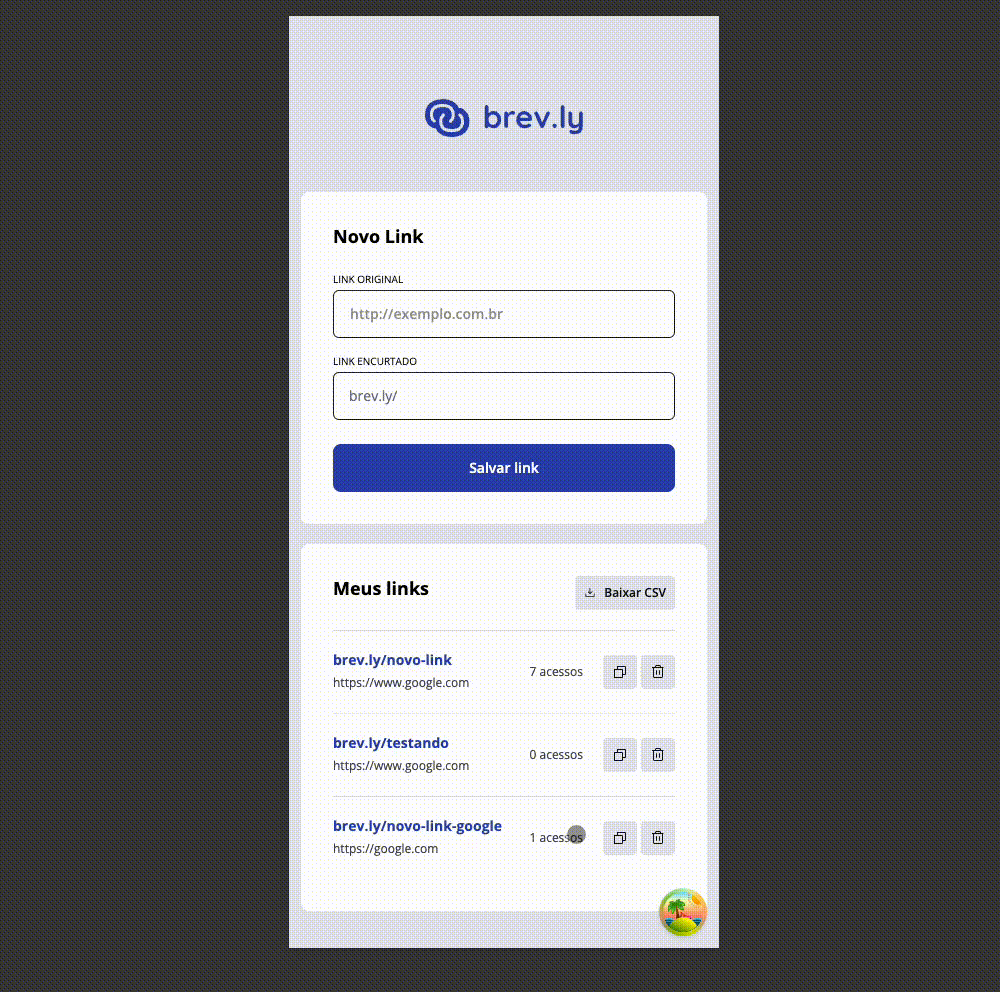 brev.ly
Novo Link
LINK ORIGINAL
http://exemplo.com.br
LINK ENCURTADO
brev.ly/
Salvar link
Meus links
Baixar CSV
brev.ly/novo-link
https://www.google.com
7 acessos
brev.ly/testando
https://www.google.com
0 acessos
brev.ly/novo-link-google
https://google.com
1 acessos